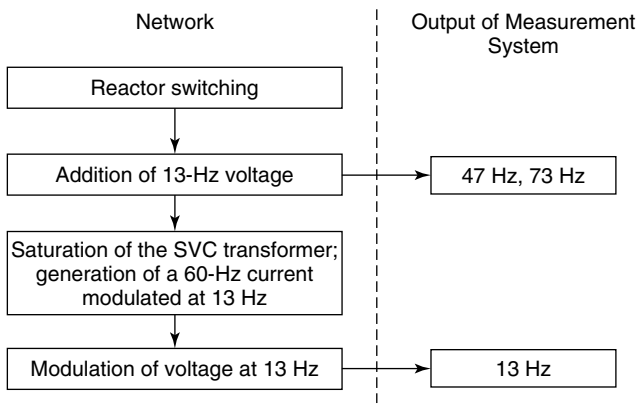 Network
Output of Measurement
System
Reactor switching
Addition of 13-Hz voltage
47 Hz, 73 Hz
Saturation of the SVC transformer;
generation of a 60-Hz current
modulated at 13 Hz
Modulation of voltage at 13 Hz
13 Hz